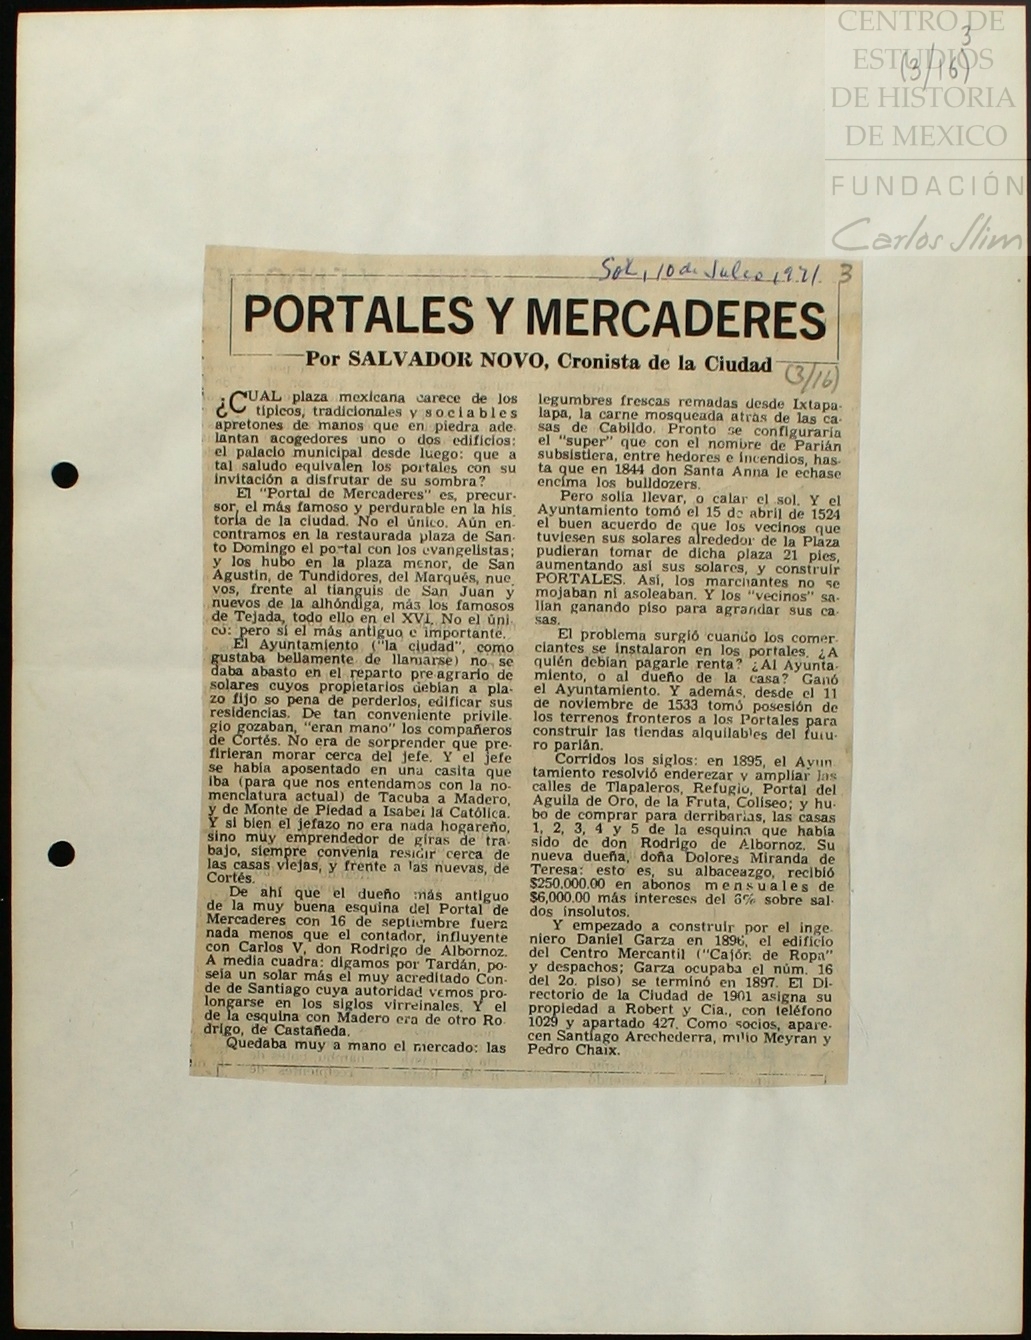 CENTRO DE
ESTUDIOS
DE HISTORIA
DE MEXICO
FUNDACIÓN
Carlos Slim
3
(3/16)
Sol, 10 de Julio, 1971. 3
PORTALES Y MERCADERES
Por SALVADOR NOVO, Cronista de la Ciudad
(3/16)
¿CUAL plaza mexicana carece de los
típicos, tradicionales y sociables
apretones de manos que en piedra ade-
lantan acogedores uno o dos edificios:
el palacio municipal desde luego: que a
tal saludo equivalen los portales con su
invitación a disfrutar de su sombra?
El "Portal de Mercaderes" es, precur-
sor, el más famoso y perdurable en la his
toria de la ciudad. No el único. Aún en-
contramos en la restaurada plaza de San-
to Domingo el portal con los evangelistas;
y los hubo en la plaza menor, de San
Agustín, de Tundidores, del Marqués, nue
vos, frente al tianguis de San Juan y
nuevos de la alhóndiga, más los famosos
de Tejada, todo ello en el XVI. No el úni-
co: pero sí el más antiguo e importante.
El Ayuntamiento ("la ciudad", como
gustaba bellamente de llamarse) no se
daba abasto en el reparto pre-agrario de
solares cuyos propietarios debían a pla-
zo fijo so pena de perderlos, edificar sus
residencias. De tan conveniente privile-
gio gozaban, "eran mano" los compañeros
de Cortés. No era de sorprender que pre-
firieran morar cerca del jefe. Y el jefe
se había aposentado en una casita que
iba (para que nos entendamos con la no-
menclatura actual) de Tacuba a Madero,
y de Monte de Piedad a Isabel la Católica.
Y si bien el jefazo no era nada hogareño,
sino muy emprendedor de giras de tra-
bajo, siempre convenía residir cerca de
las casas viejas, y frente a las nuevas, de
Cortés.
De ahí que el dueño más antiguo
de la muy buena esquina del Portal de
Mercaderes con 16 de septiembre fuera
nada menos que el contador, influyente
con Carlos V, don Rodrigo de Albornoz.
A media cuadra: digamos por Tardán, po-
seía un solar más el muy acreditado Con-
de de Santiago cuya autoridad vemos pro-
longarse en los siglos virreinales. Y el
de la esquina con Madero era de otro Ro
drigo, de Castañeda.
Quedaba muy a mano el mercado: las
legumbres frescas remadas desde Ixtapa-
lapa, la carne mosqueada atrás de las ca-
sas de Cabildo. Pronto se configuraría
el "super" que con el nombre de Parián
subsistiera, entre hedores e incendios, has-
ta que en 1844 don Santa Anna le echase
encima los bulldozers.
Pero solía llevar, o calar el sol. Y el
Ayuntamiento tomó el 15 de abril de 1524
el buen acuerdo de que los vecinos que
tuviesen sus solares alrededor de la Plaza
pudieran tomar de dicha plaza 21 pies,
aumentando así sus solares, y construir
PORTALES. Así, los marchantes no se
mojaban ni asoleaban. Y los "vecinos" sa-
lían ganando piso para agrandar sus ca-
sas.
El problema surgió cuando los comer-
ciantes se instalaron en los portales. ¿A
quién debían pagarle renta? ¿Al Ayunta-
miento, o al dueño de la casa? Ganó
el Ayuntamiento. Y además, desde el 11
de noviembre de 1533 tomó posesión de
los terrenos fronteros a los Portales para
construir las tiendas alquilables del futu-
ro parián.
Corridos los siglos: en 1895, el Ayun
tamiento resolvió enderezar y ampliar las
calles de Tlapaleros, Refugio, Portal del
Aguila de Oro, de la Fruta, Coliseo; y hu-
bo de comprar para derribarlas, las casas
1, 2, 3, 4 y 5 de la esquina que había
sido de don Rodrigo de Albornoz. Su
nueva dueña, doña Dolores Miranda de
Teresa: esto es, su albaceazgo, recibió
$250,000.00 en abonos mensuales de
$6,000.00 más intereses del 6% sobre sal-
dos insolutos.
Y empezado a construir por el inge-
niero Daniel Garza en 1896, el edificio
del Centro Mercantil ("Cajón de Ropa"
y despachos; Garza ocupaba el núm. 16
del 2o. piso) se terminó en 1897. El Di-
rectorio de la Ciudad de 1901 asigna su
propiedad a Robert y Cía., con teléfono
1029 y apartado 427. Como socios, apare-
cen Santiago Arechederra, milio Meyran y
Pedro Chaix.